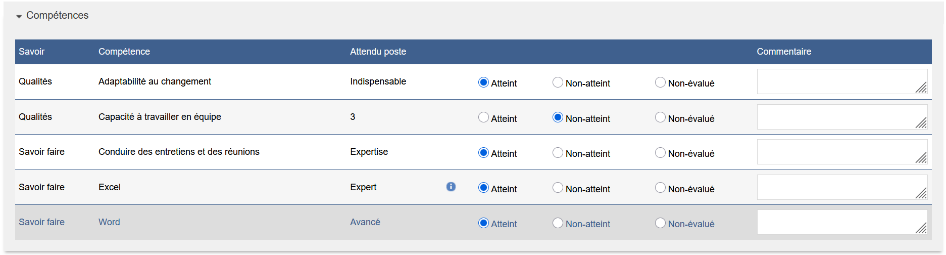 Compétences
Savoir Compétence Attendu poste Commentaire
Qualités Adaptabilité au changement Indispensable Atteint Non-atteint Non-évalué
Qualités Capacité à travailler en équipe 3 Atteint Non-atteint Non-évalué
Savoir faire Conduire des entretiens et des réunions Expertise Atteint Non-atteint Non-évalué
Savoir faire Excel Expert i Atteint Non-atteint Non-évalué
Savoir faire Word Avancé Atteint Non-atteint Non-évalué